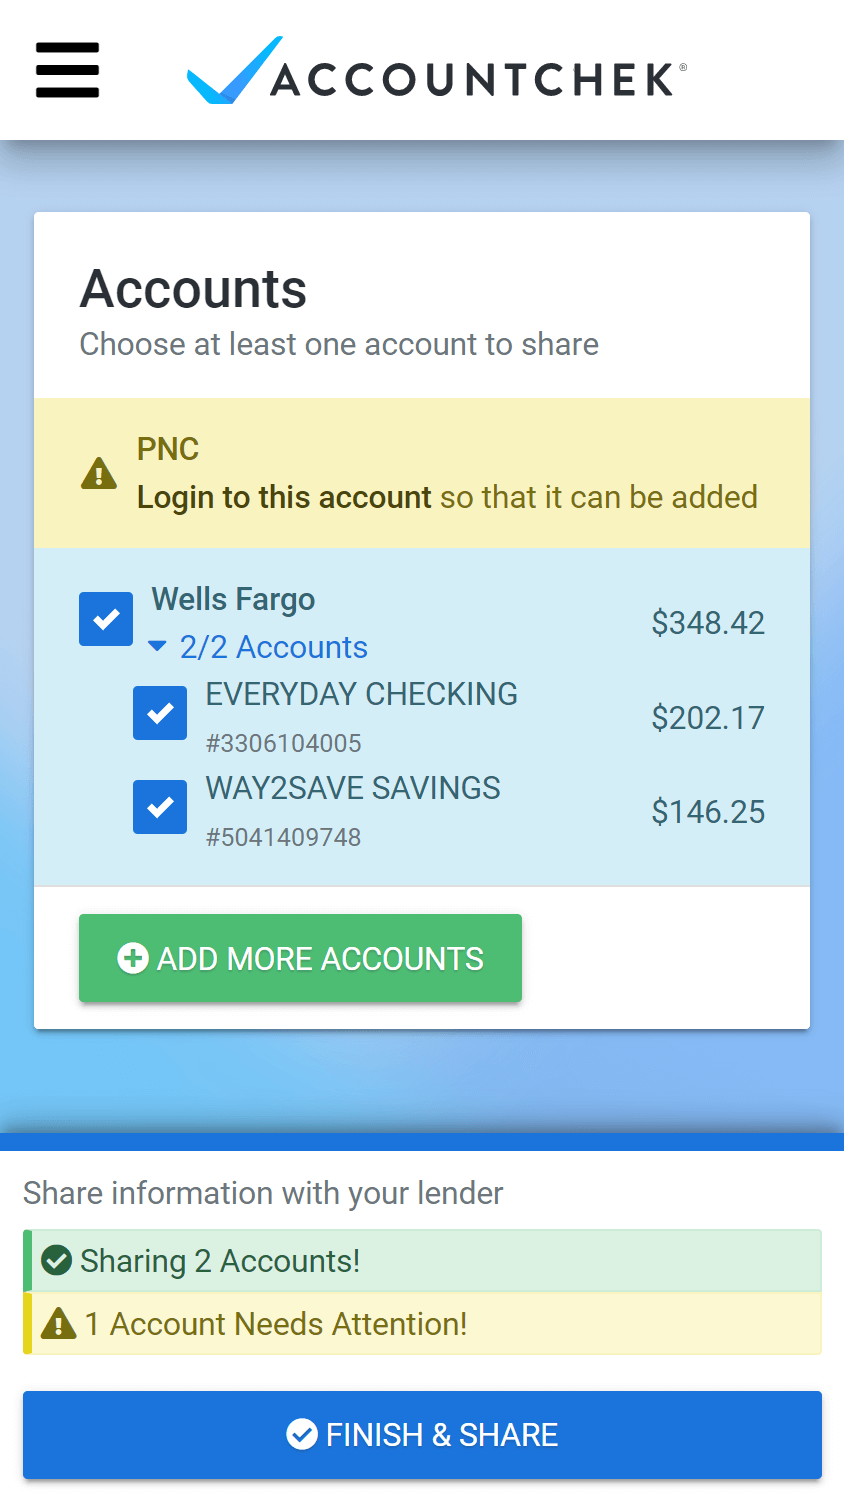 ACCOUNTCHEK®
Accounts
Choose at least one account to share
PNC
Login to this account so that it can be added
Wells Fargo
$348.42
2/2 Accounts
EVERYDAY CHECKING
$202.17
#3306104005
WAY2SAVE SAVINGS
$146.25
#5041409748
ADD MORE ACCOUNTS
Share information with your lender
Sharing 2 Accounts!
1 Account Needs Attention!
FINISH & SHARE